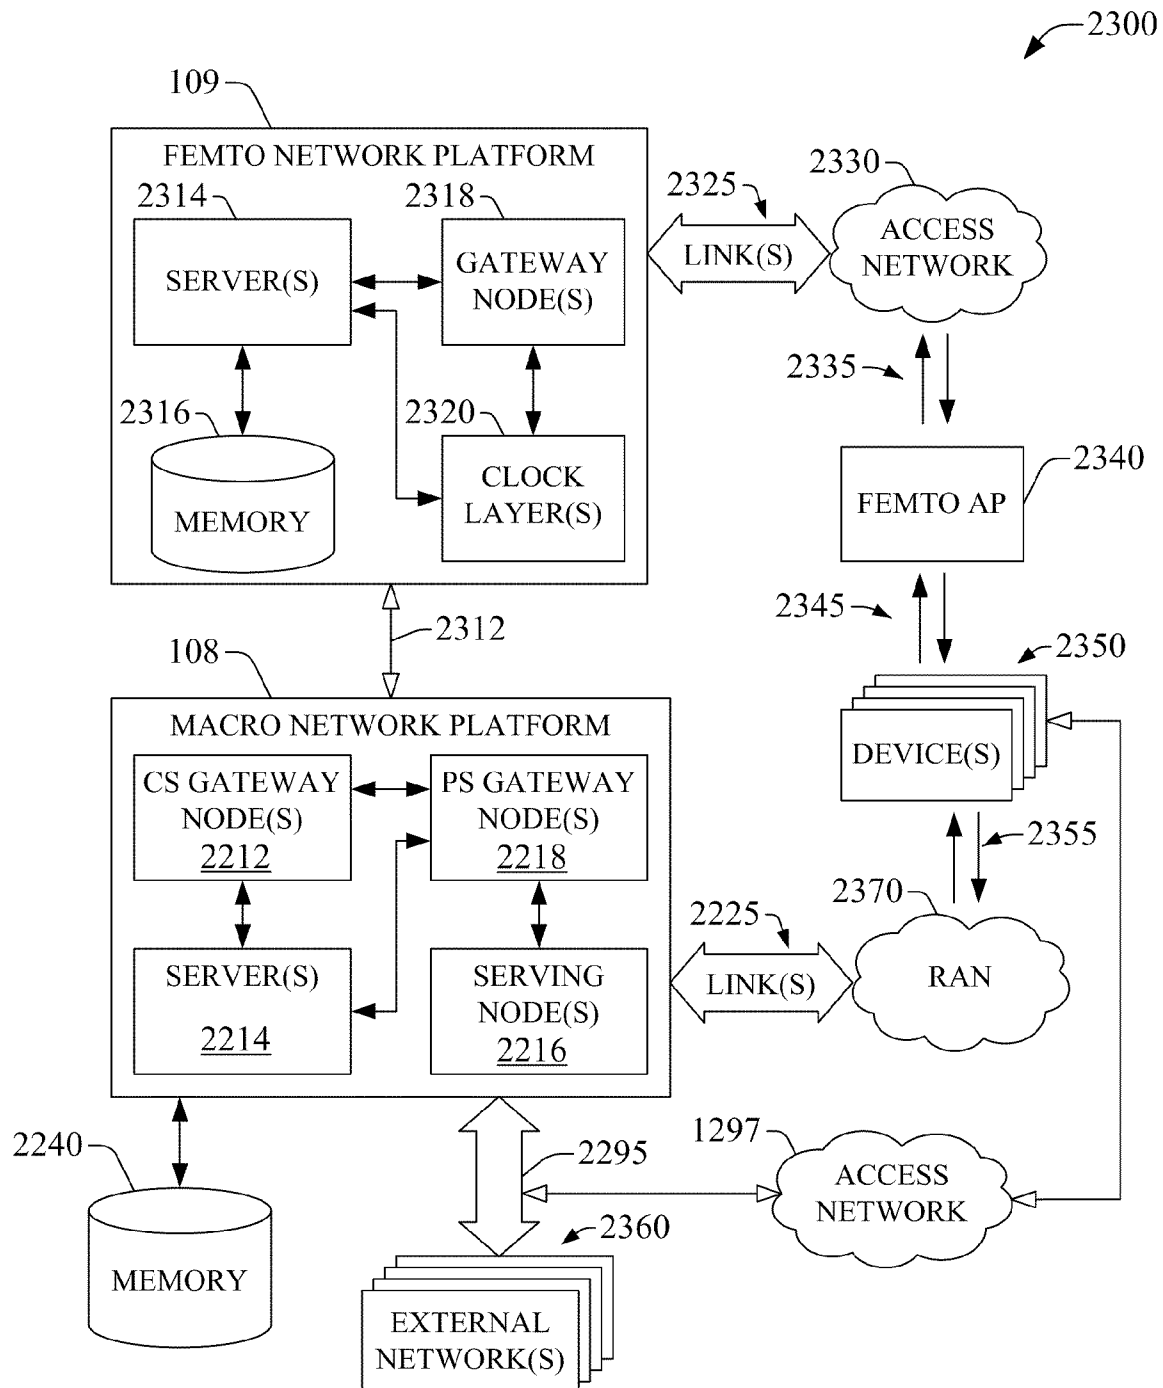 2300
109
FEMTO NETWORK PLATFORM
2314
2318
SERVER(S)
GATEWAY
NODE(S)
2316
2320
MEMORY
CLOCK
LAYER(S)
2325
LINK(S)
2330
ACCESS
NETWORK
2335
2340
FEMTO AP
2345
2350
DEVICE(S)
2312
108
MACRO NETWORK PLATFORM
CS GATEWAY
NODE(S)
2212
PS GATEWAY
NODE(S)
2218
SERVER(S)
2214
SERVING
NODE(S)
2216
2355
2370
2225
LINK(S)
RAN
2240
MEMORY
2295
1297
ACCESS
NETWORK
2360
EXTERNAL
NETWORK(S)